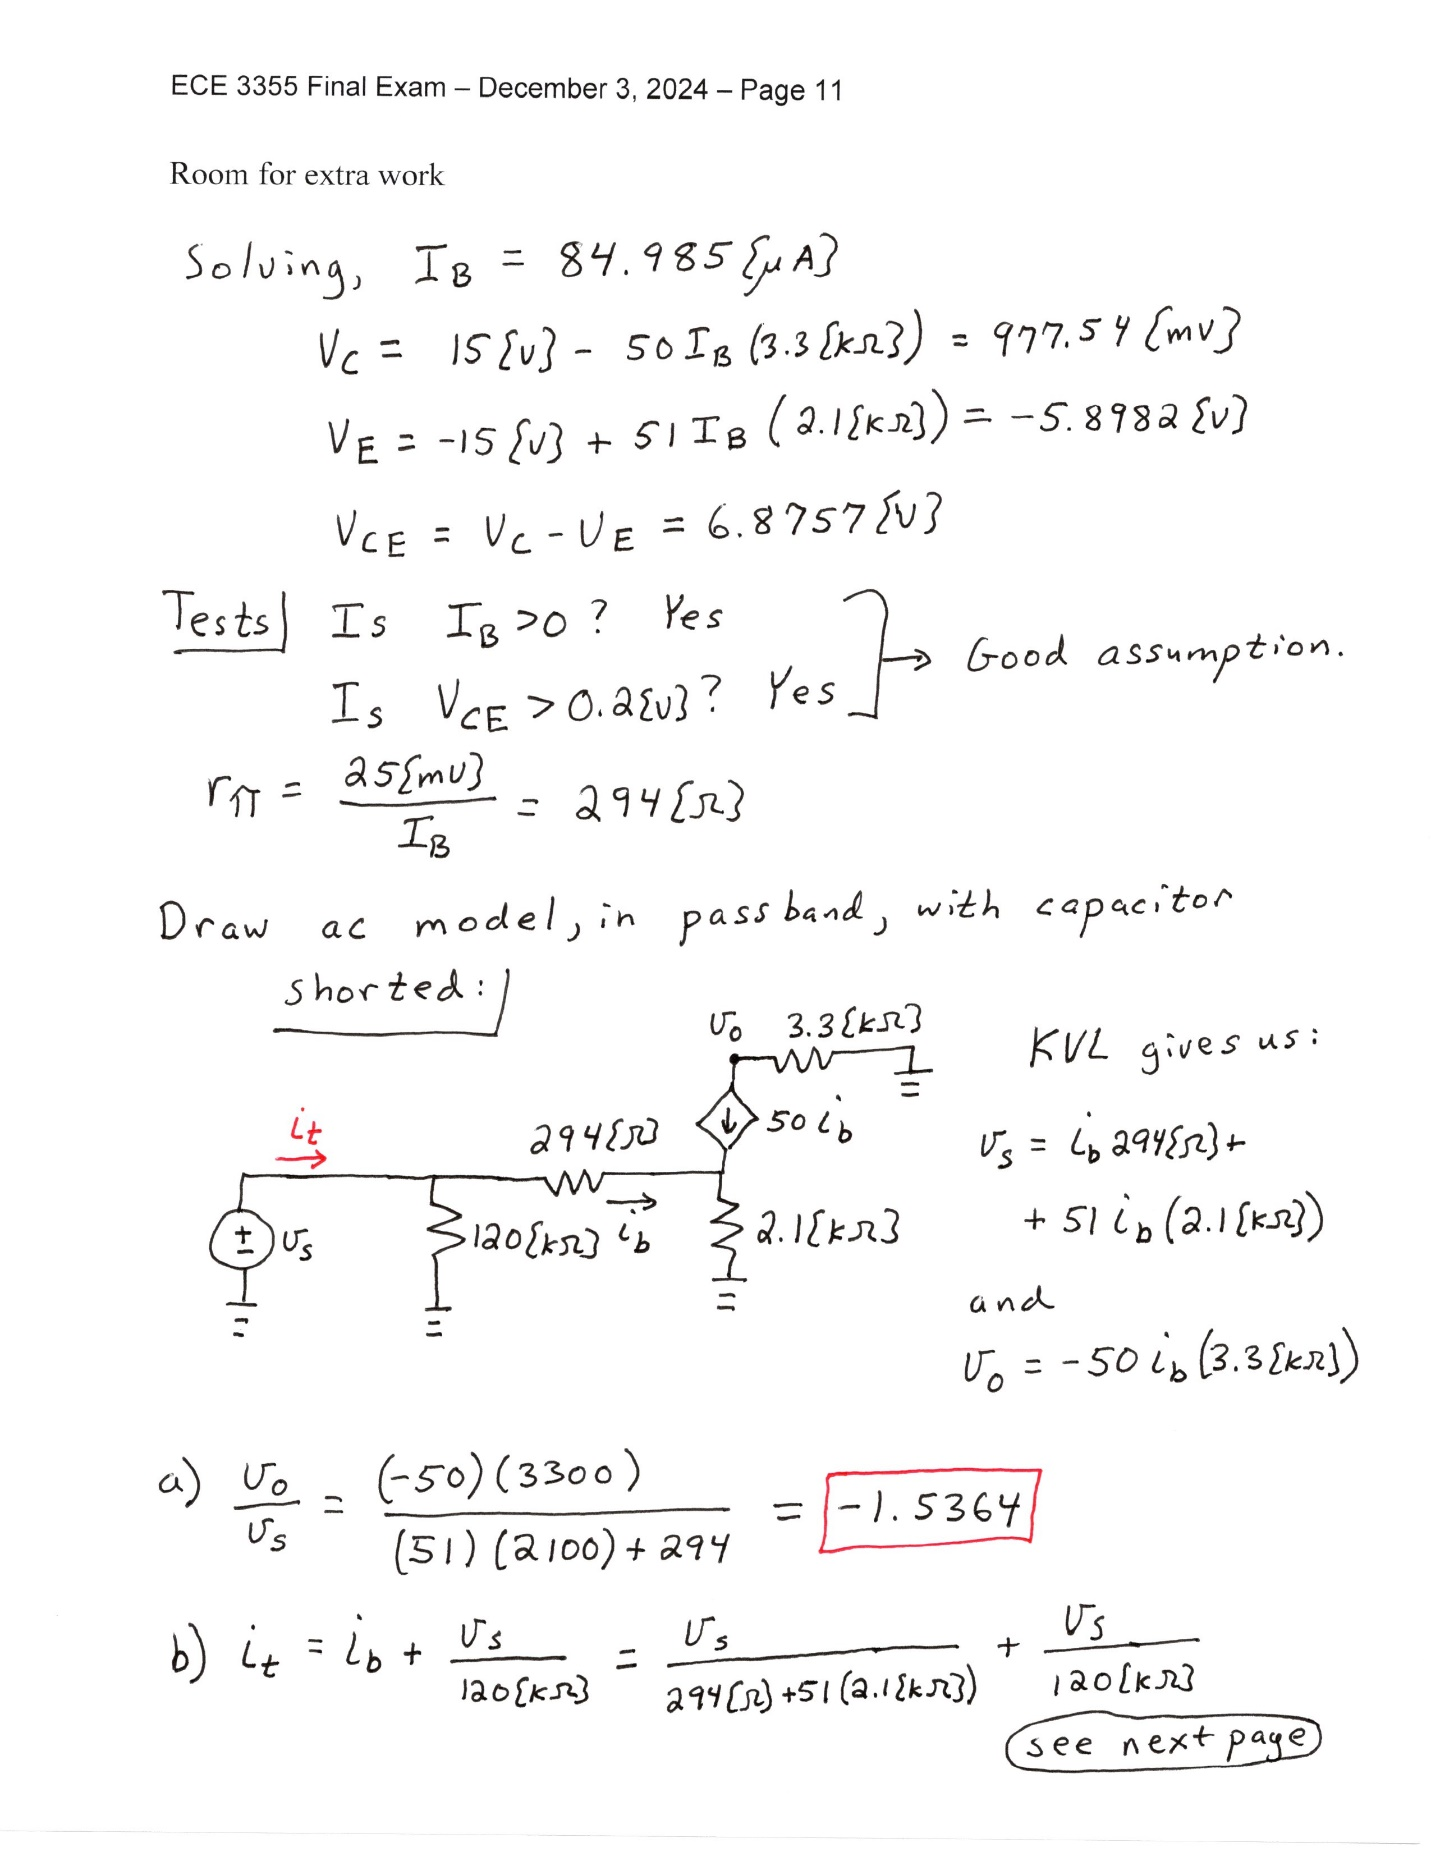 ECE 3355 Final Exam – December 3, 2024 – Page 11
Room for extra work
Solving, I_B = 84.985{μA}
V_C = 15{V} - 50 I_B (3.3{kΩ}) = 977.54{mV}
V_E = -15{V} + 51 I_B (2.1{kΩ}) = -5.8982{V}
V_CE = V_C - V_E = 6.8757{V}
Tests Is I_B > 0? Yes
Is V_CE > 0.2{V}? Yes
→ Good assumption.
r_π = 25{mV} / I_B = 294{Ω}
Draw ac model, in passband, with capacitor
shorted:
v_o 3.3{kΩ}
50 i_b
i_t
294{Ω}
+
-
v_s
120{kΩ}
i_b
2.1{kΩ}
KVL gives us:
v_s = i_b 294{Ω} +
+ 51 i_b (2.1{kΩ})
and
v_o = -50 i_b (3.3{kΩ})
a) v_o / v_s = (-50)(3300) / (51)(2100) + 294 = -1.5364
b) i_t = i_b + v_s / 120{kΩ} = v_s / 294{Ω} + 51(2.1{kΩ}) + v_s / 120{kΩ}
see next page